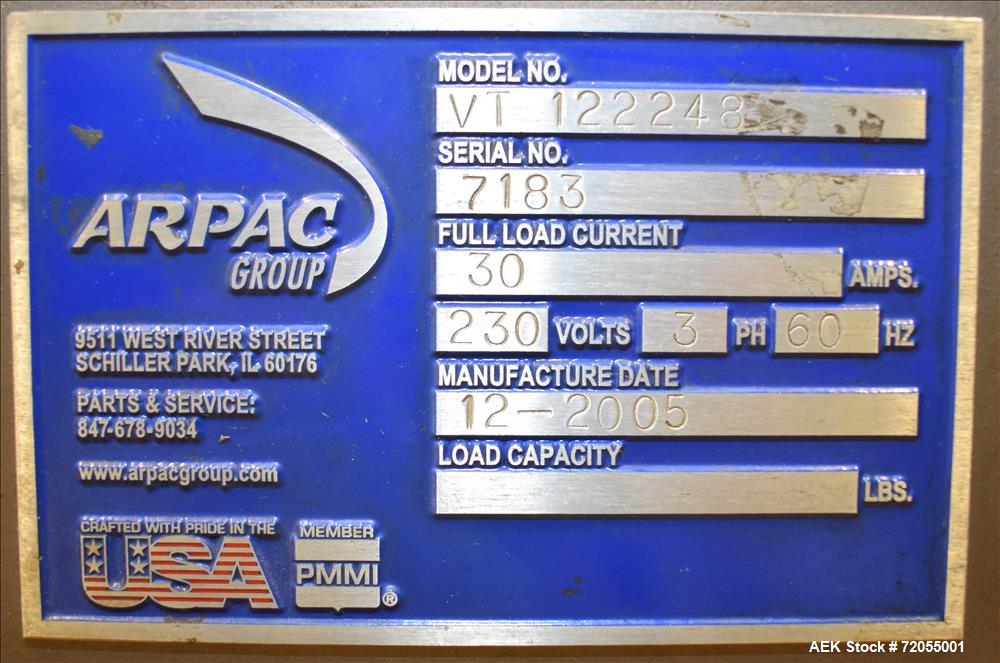 ARPAC
GROUP
9511 WEST RIVER STREET
SCHILLER PARK, IL 60176
PARTS & SERVICE:
847-678-9034
www.arpacgroup.com
CRAFTED WITH PRIDE IN THE
USA
MEMBER
PMMI ®
MODEL NO.
VT 122248
SERIAL NO.
7183
FULL LOAD CURRENT
30 AMPS.
230 VOLTS 3 PH 60 HZ
MANUFACTURE DATE
12-2005
LOAD CAPACITY
LBS.
AEK Stock # 72055001